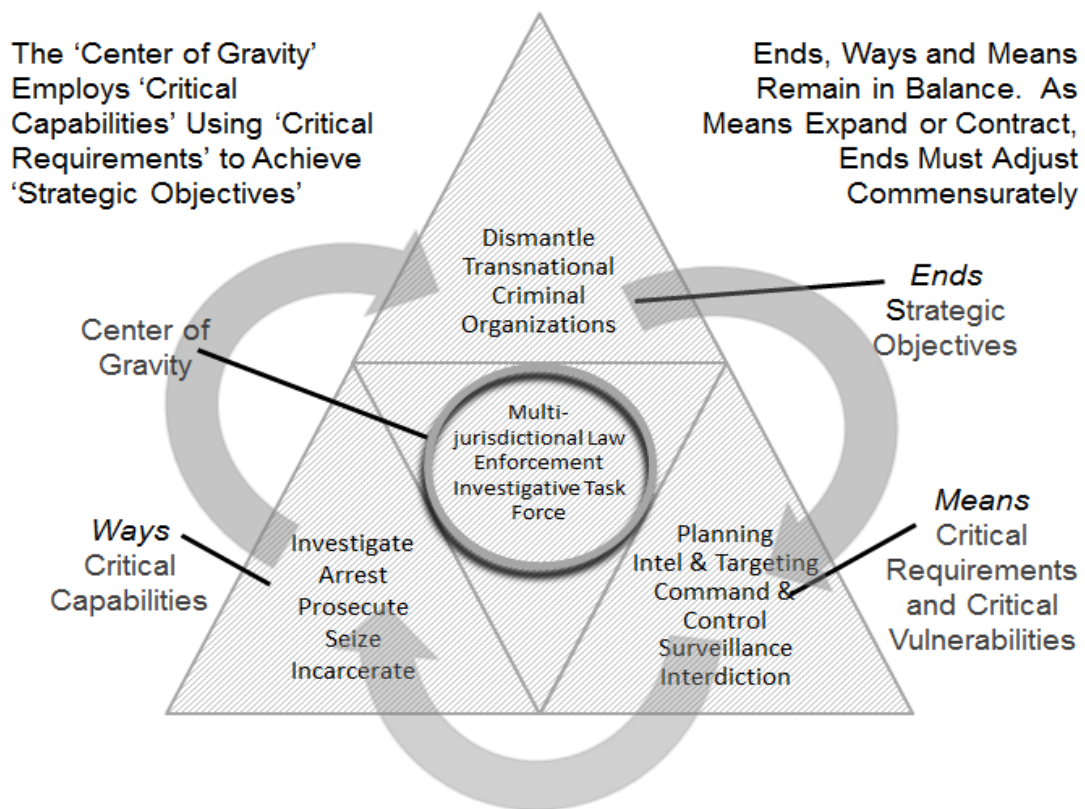 The ‘Center of Gravity’
Employs ‘Critical
Capabilities’ Using ‘Critical
Requirements’ to Achieve
‘Strategic Objectives’
Ends, Ways and Means
Remain in Balance.  As
Means Expand or Contract,
Ends Must Adjust
Commensurately
Dismantle
Transnational
Criminal
Organizations
Ends
Strategic
Objectives
Center of
Gravity
Multi-
jurisdictional Law
Enforcement
Investigative Task
Force
Ways
Critical
Capabilities
Investigate
Arrest
Prosecute
Seize
Incarcerate
Planning
Intel & Targeting
Command &
Control
Surveillance
Interdiction
Means
Critical
Requirements
and Critical
Vulnerabilities